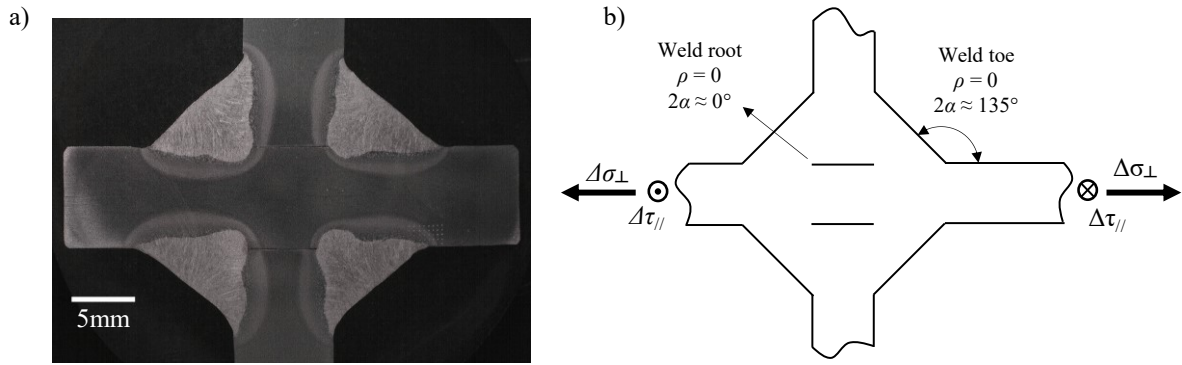 a)
5mm
b)
Weld root
ρ = 0
2α ≈ 0°
Weld toe
ρ = 0
2α ≈ 135°
Δσ⊥
Δτ//
Δσ⊥
Δτ//